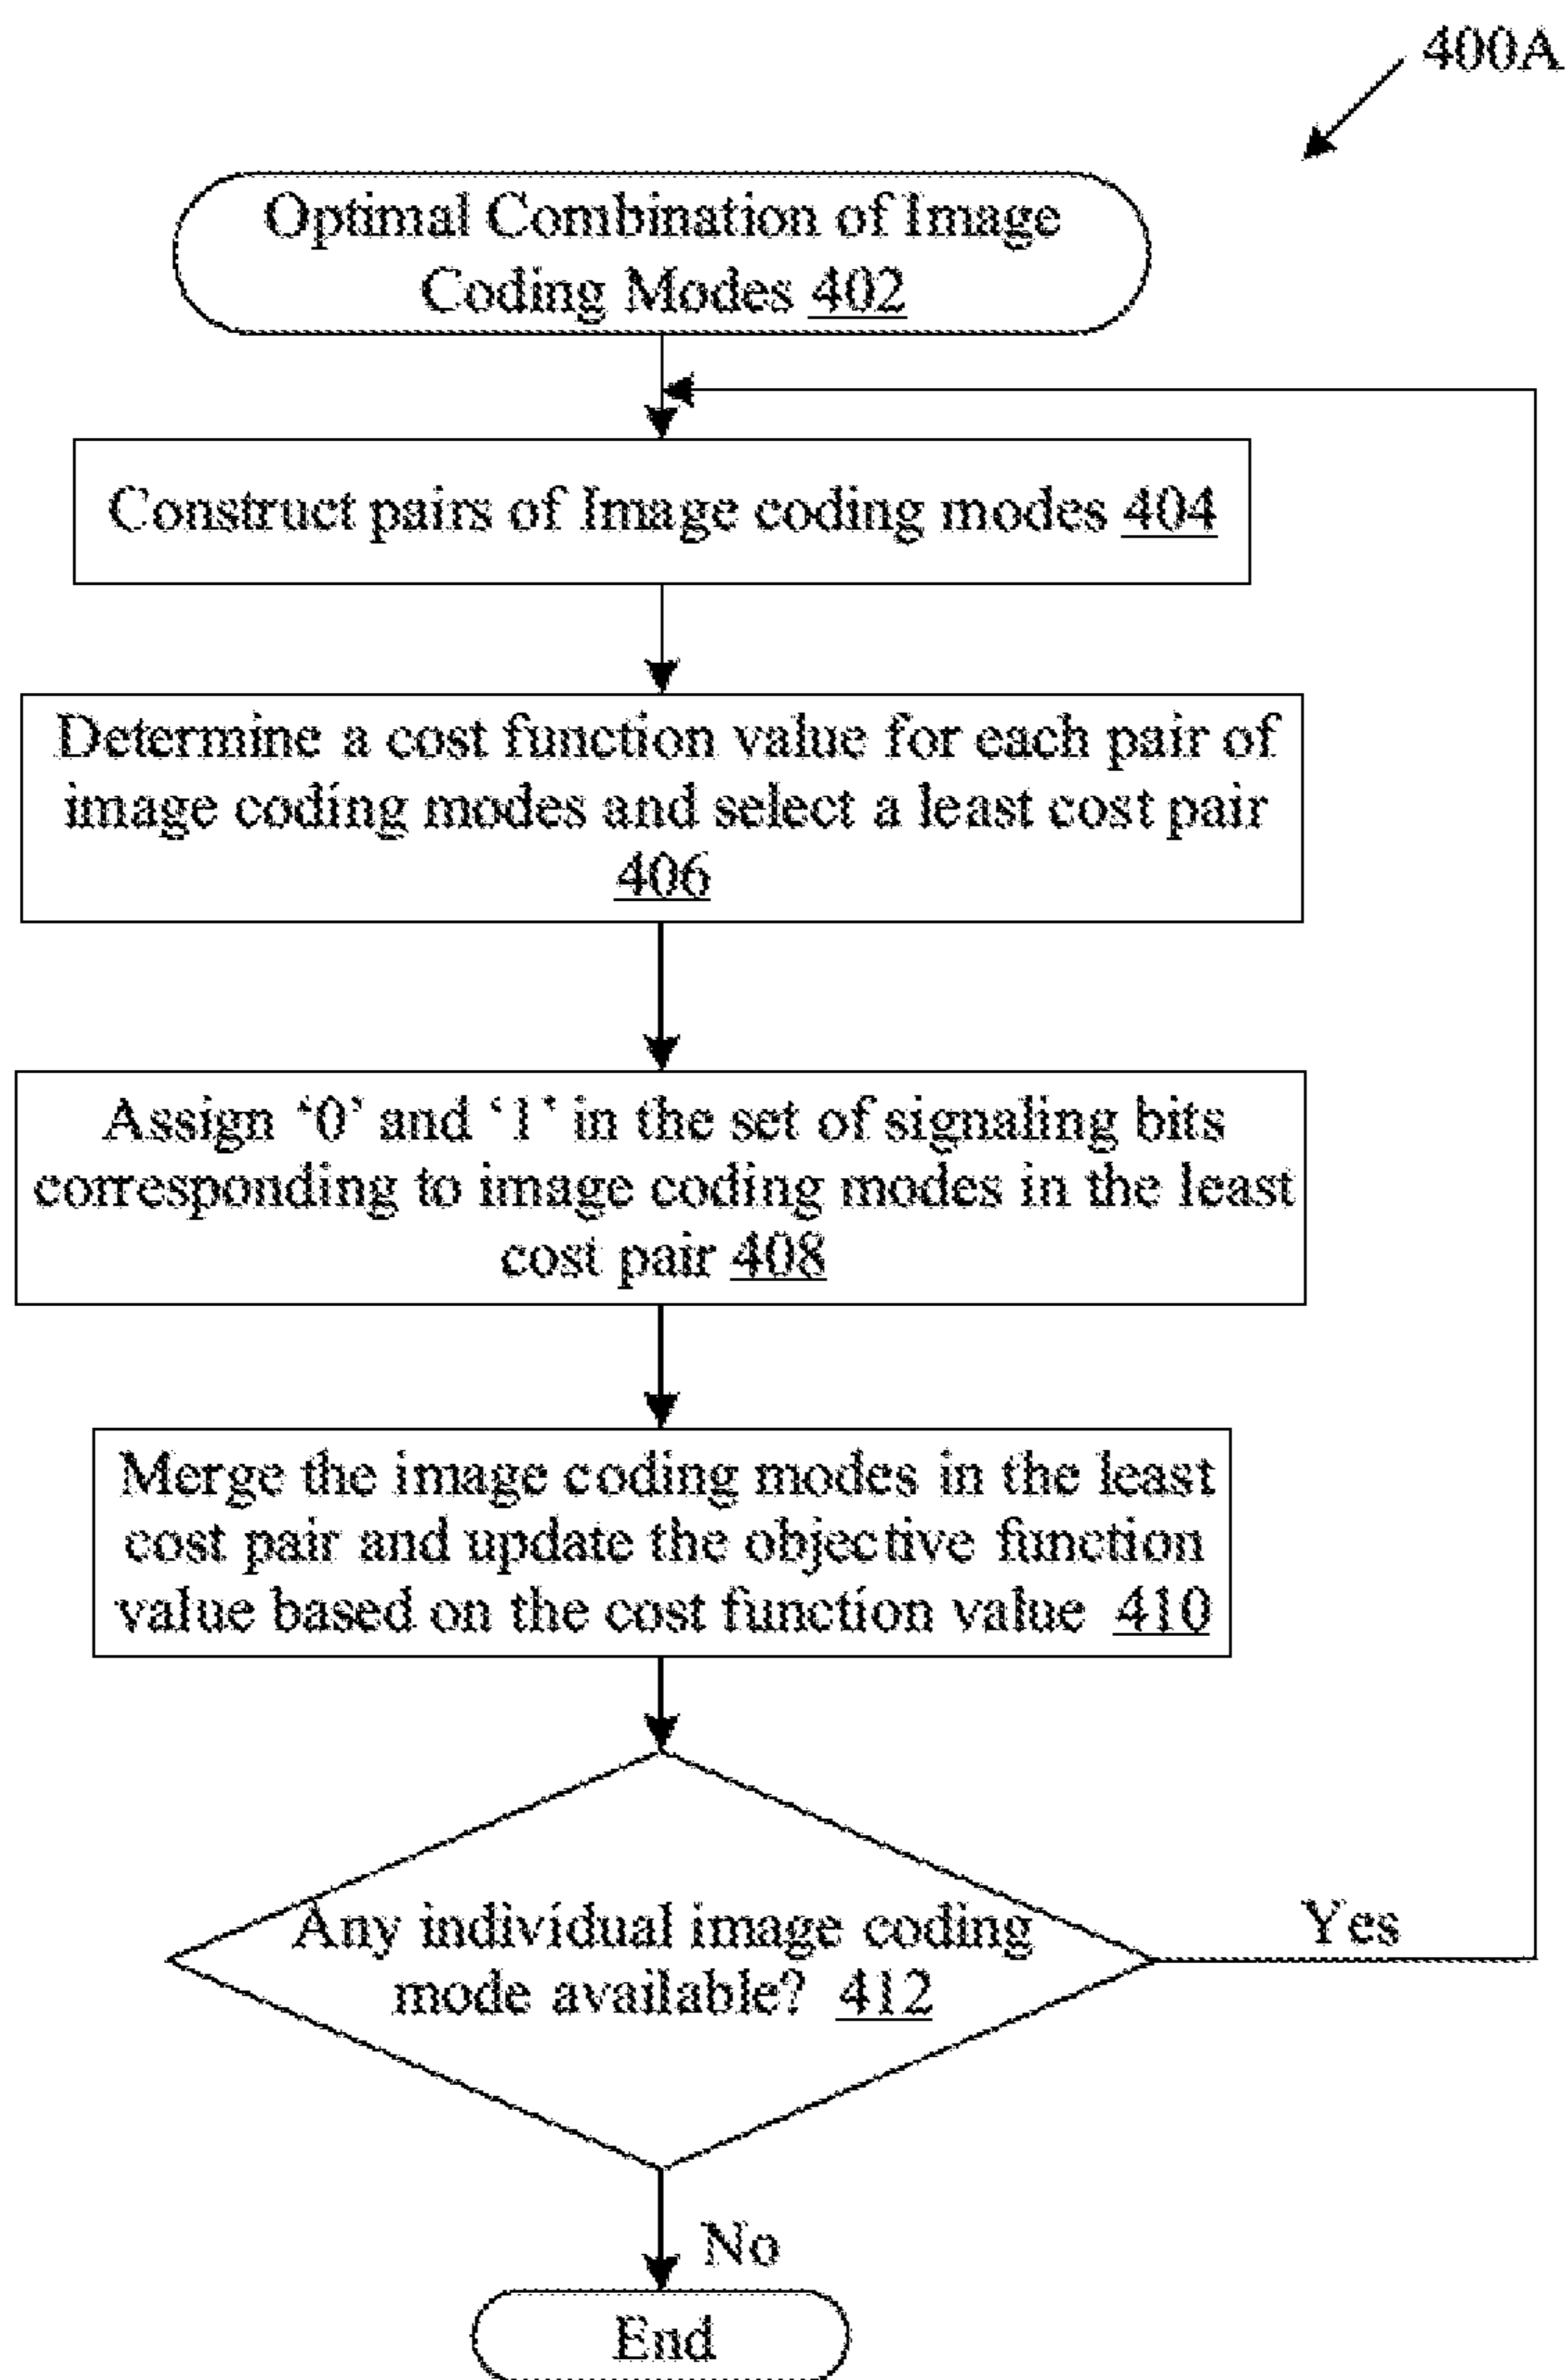 400A
Optimal Combination of Image
Coding Modes 402
Construct pairs of Image coding modes 404
Determine a cost function value for each pair of
image coding modes and select a least cost pair
406
Assign ‘0’ and ‘1’ in the set of signaling bits
corresponding to image coding modes in the least
cost pair 408
Merge the image coding modes in the least
cost pair and update the objective function
value based on the cost function value 410
Any individual image coding
mode available? 412
Yes
No
End